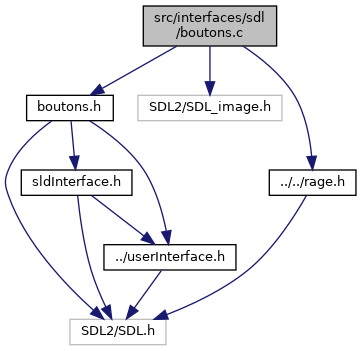 src/interfaces/sdl
/boutons.c
boutons.h
SDL2/SDL_image.h
sldInterface.h
../../rage.h
../userInterface.h
SDL2/SDL.h